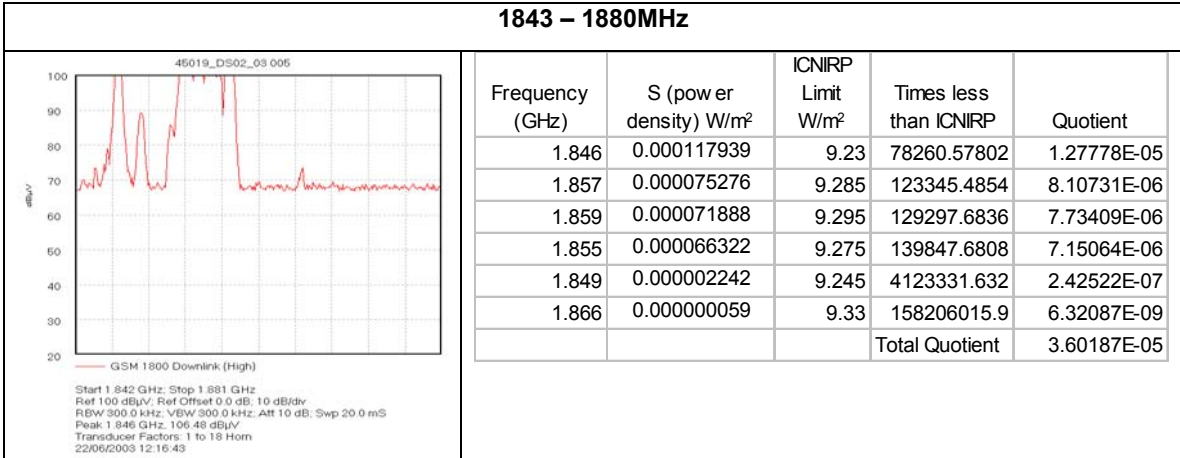 1843 – 1880MHz
45019_DS02_03 005
100
90
80
70
60
50
40
30
20
dBµV
GSM 1800 Downlink (High)
Start 1.842 GHz; Stop 1.881 GHz
Ref 100 dBµV; Ref Offset 0.0 dB; 10 dB/div
RBW 300.0 kHz; VBW 300.0 kHz; Att 10 dB; Swp 20.0 mS
Peak 1.846 GHz, 106.48 dBµV
Transducer Factors: 1 to 18 Horn
22/06/2003 12:16:43
Frequency (GHz) S (pow er density) W/m² ICNIRP Limit W/m² Times less than ICNIRP Quotient
1.846 0.000117939 9.23 78260.57802 1.27778E-05
1.857 0.000075276 9.285 123345.4854 8.10731E-06
1.859 0.000071888 9.295 129297.6836 7.73409E-06
1.855 0.000066322 9.275 139847.6808 7.15064E-06
1.849 0.000002242 9.245 4123331.632 2.42522E-07
1.866 0.000000059 9.33 158206015.9 6.32087E-09
Total Quotient 3.60187E-05